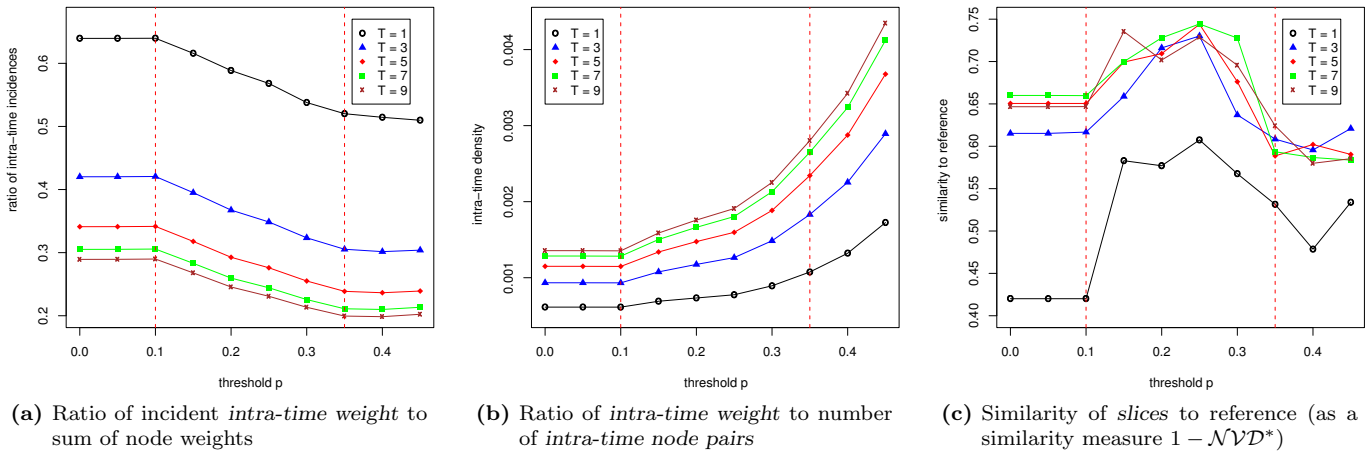 0.2 0.3 0.4 0.5 0.6
ratio of intra-time incidences
0.0 0.1 0.2 0.3 0.4
threshold p
T = 1
T = 3
T = 5
T = 7
T = 9
(a) Ratio of incident intra-time weight to
sum of node weights
0.001 0.002 0.003 0.004
intra-time density
0.0 0.1 0.2 0.3 0.4
threshold p
T = 1
T = 3
T = 5
T = 7
T = 9
(b) Ratio of intra-time weight to number
of intra-time node pairs
0.40 0.45 0.50 0.55 0.60 0.65 0.70 0.75
similarity to reference
0.0 0.1 0.2 0.3 0.4
threshold p
T = 1
T = 3
T = 5
T = 7
T = 9
(c) Similarity of slices to reference (as a
similarity measure 1 − 𝒩𝒱𝒟*)